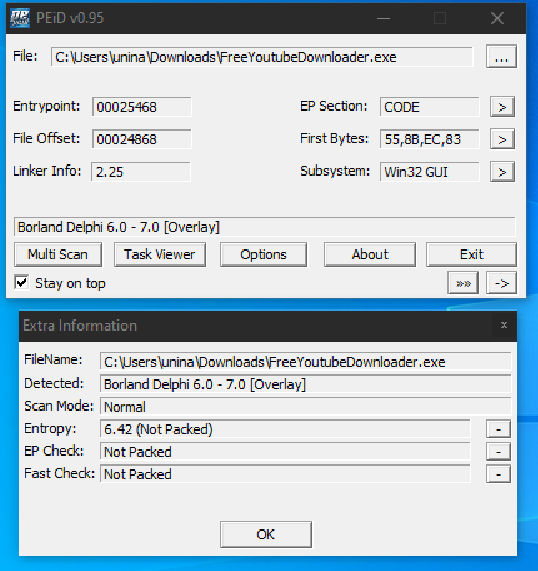 PEiD v0.95
File: C:\Users\unina\Downloads\FreeYoutubeDownloader.exe ...
Entrypoint: 00025468 EP Section: CODE >
File Offset: 00024868 First Bytes: 55,8B,EC,83 >
Linker Info: 2.25 Subsystem: Win32 GUI >
Borland Delphi 6.0 - 7.0 [Overlay]
Multi Scan Task Viewer Options About Exit
Stay on top »» ->
Extra Information x
FileName: C:\Users\unina\Downloads\FreeYoutubeDownloader.exe
Detected: Borland Delphi 6.0 - 7.0 [Overlay]
Scan Mode: Normal
Entropy: 6.42 (Not Packed) -
EP Check: Not Packed -
Fast Check: Not Packed -
OK